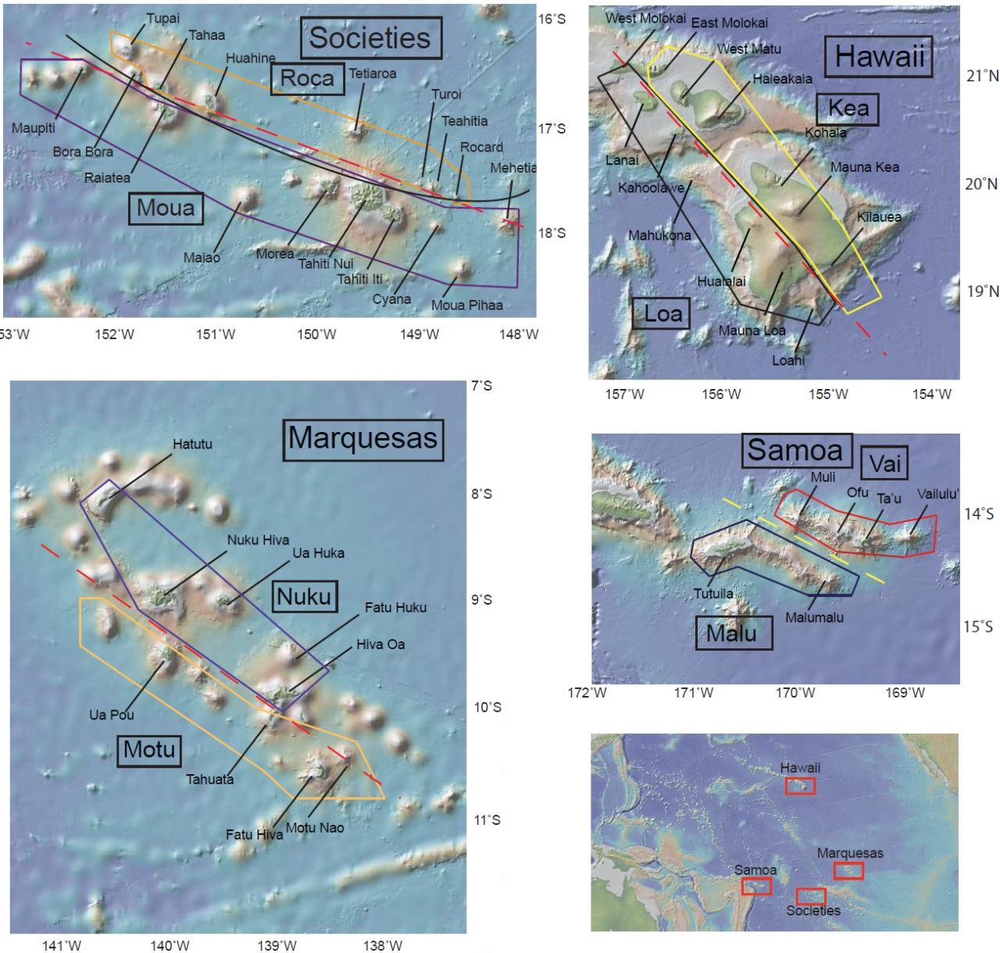 Societies
Roca
Moua
Tupai
Tahaa
Huahine
Tetiaroa
Turoi
Teahitia
Rocard
Mehetia
Maupiti
Bora Bora
Raiatea
Maiao
Morea
Tahiti Nui
Tahiti Iti
Cyana
Moua Pihaa
16˚S
17˚S
18˚S
53˚W
152˚W
151˚W
150˚W
149˚W
148˚W
Hawaii
Kea
Loa
West Molokai
East Molokai
West Matu
Haleakala
Kohala
Mauna Kea
Kilauea
Lanai
Kahoolawe
Mahukona
Hualalai
Mauna Loa
Loahi
21˚N
20˚N
19˚N
157˚W
156˚W
155˚W
154˚W
Marquesas
Nuku
Motu
Hatutu
Nuku Hiva
Ua Huka
Fatu Huku
Hiva Oa
Ua Pou
Tahuata
Fatu Hiva
Motu Nao
7˚S
8˚S
9˚S
10˚S
11˚S
141˚W
140˚W
139˚W
138˚W
Samoa
Vai
Malu
Muli
Ofu
Ta'u
Vailulu'
Tutuila
Malumalu
14˚S
15˚S
172˚W
171˚W
170˚W
169˚W
Hawaii
Marquesas
Samoa
Societies